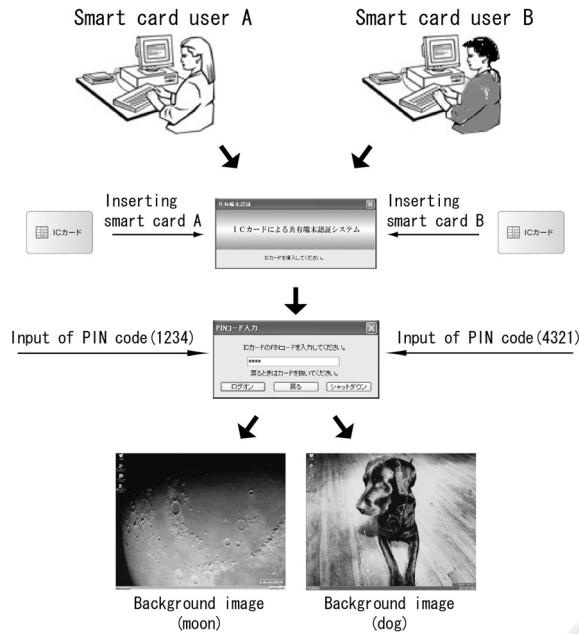 Smart card user A
Smart card user B
Inserting
smart card A
Inserting
smart card B
ICカード
ICカード
共有端末認証
ICカードによる共有端末認証システム
ICカードを挿入してください。
Input of PIN code(1234)
Input of PIN code(4321)
PINコード入力
ICカードのPINコードを入力してください。
****
戻るときはカードを抜いてください。
ログオン
戻る
シャットダウン
Background image
(moon)
Background image
(dog)